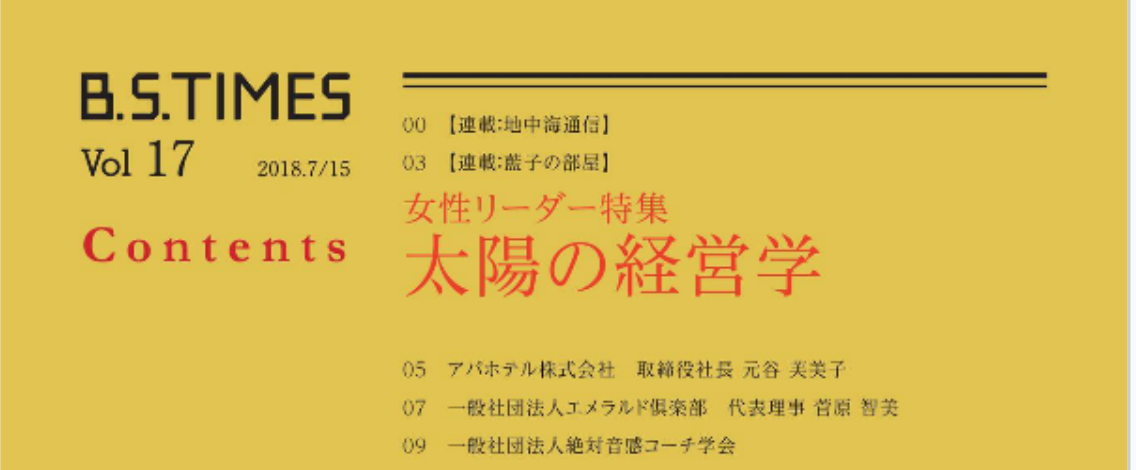 B.S.TIMES
Vol 17 2018.7/15
Contents
00 【連載:地中海通信】
03 【連載:藍子の部屋】
女性リーダー特集
太陽の経営学
05 アパホテル株式会社 取締役社長 元谷 芙美子
07 一般社団法人エメラルド倶楽部 代表理事 菅原 智美
09 一般社団法人絶対音感コーチ学会